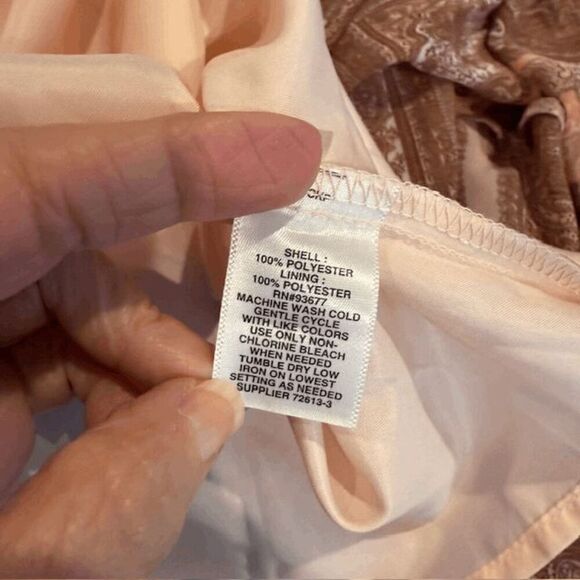 SHELL :
100% POLYESTER
LINING :
100% POLYESTER
RN#93677
MACHINE WASH COLD
GENTLE CYCLE
WITH LIKE COLORS
USE ONLY NON-
CHLORINE BLEACH
WHEN NEEDED
TUMBLE DRY LOW
IRON ON LOWEST
SETTING AS NEEDED
SUPPLIER 72613-3